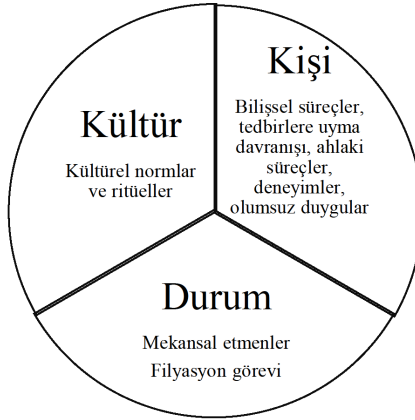 Kültür
Kültürel normlar
ve ritüeller
Kişi
Bilişsel süreçler,
tedbirlere uyma
davranışı, ahlaki
süreçler,
deneyimler,
olumsuz duygular
Durum
Mekansal etmenler
Filyasyon görevi